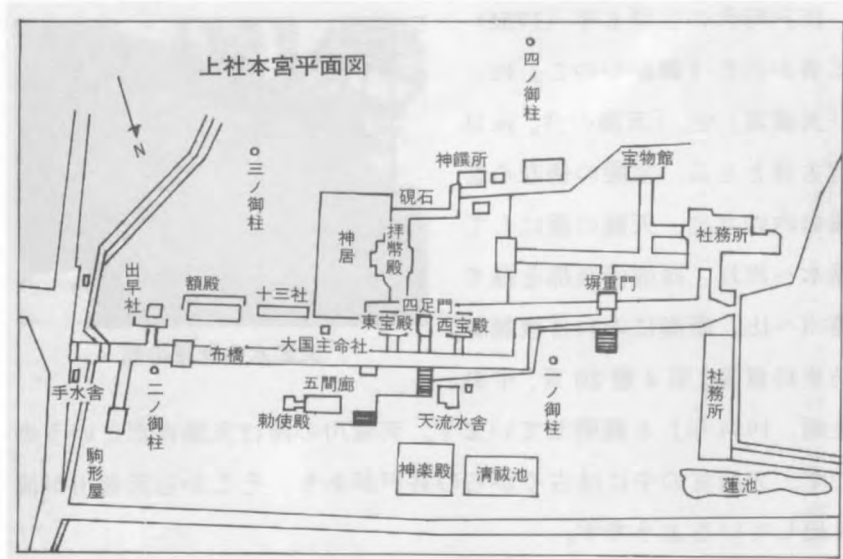 上社本宮平面図
N
四ノ御柱
三ノ御柱
神饌所
宝物館
硯石
神居
拝幣殿
社務所
出早社
額殿
十三社
四足門
塀重門
東宝殿
西宝殿
大国主命社
布橋
手水舎
二ノ御柱
五間廊
勅使殿
天流水舎
一ノ御柱
社務所
駒形屋
神楽殿
清祓池
蓮池